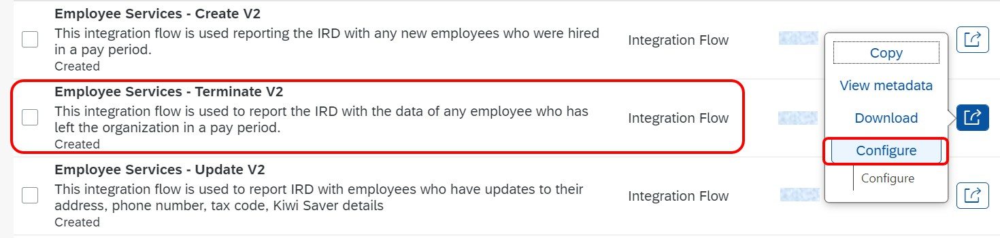 Employee Services - Create V2
This integration flow is used reporting the IRD with any new employees who were hired
in a pay period.
Created
Integration Flow
Employee Services - Terminate V2
This integration flow is used to report the IRD with the data of any employee who has
left the organization in a pay period.
Created
Integration Flow
Employee Services - Update V2
This integration flow is used to report IRD with employees who have updates to their
address, phone number, tax code, Kiwi Saver details
Created
Integration Flow
Copy
View metadata
Download
Configure
Configure